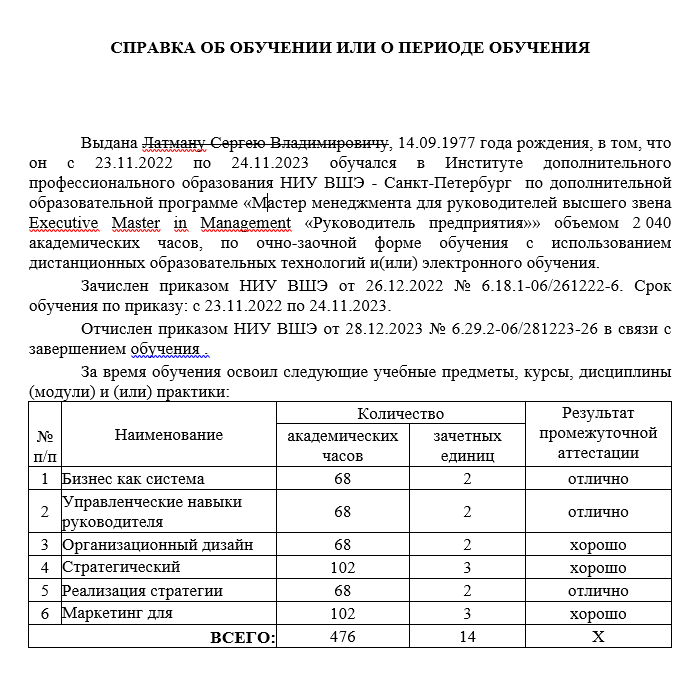 СПРАВКА ОБ ОБУЧЕНИИ ИЛИ О ПЕРИОДЕ ОБУЧЕНИЯ
Выдана Латману Сергею Владимировичу, 14.09.1977 года рождения, в том, что
он с 23.11.2022 по 24.11.2023 обучался в Институте дополнительного
профессионального образования НИУ ВШЭ - Санкт-Петербург по дополнительной
образовательной программе «Мастер менеджмента для руководителей высшего звена
Executive Master in Management «Руководитель предприятия»» объемом 2 040
академических часов, по очно-заочной форме обучения с использованием
дистанционных образовательных технологий и(или) электронного обучения.
Зачислен приказом НИУ ВШЭ от 26.12.2022 № 6.18.1-06/261222-6. Срок
обучения по приказу: с 23.11.2022 по 24.11.2023.
Отчислен приказом НИУ ВШЭ от 28.12.2023 № 6.29.2-06/281223-26 в связи с
завершением обучения .
За время обучения освоил следующие учебные предметы, курсы, дисциплины
(модули) и (или) практики:
№ п/п Наименование Количество Результат промежуточной аттестации
академических часов зачетных единиц
1 Бизнес как система 68 2 отлично
2 Управленческие навыки руководителя 68 2 отлично
3 Организационный дизайн 68 2 хорошо
4 Стратегический 102 3 хорошо
5 Реализация стратегии 68 2 отлично
6 Маркетинг для 102 3 хорошо
ВСЕГО: 476 14 X